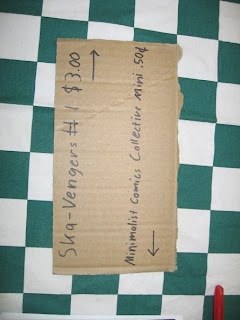 Ska-Vengers # 1 $3.00
→
Minimalist Comics Collective Mini .50¢
←